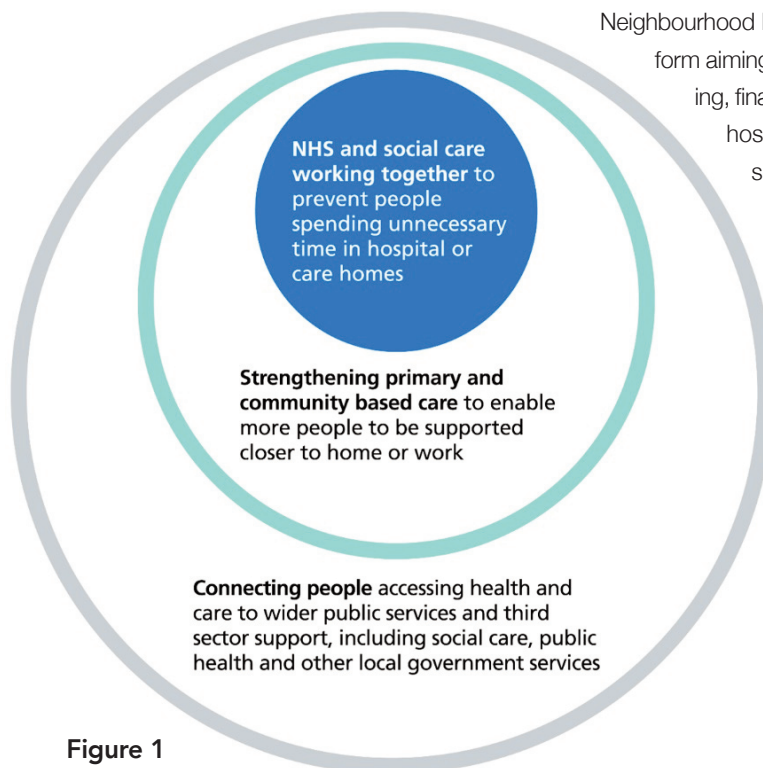 Neighbourhood
form aiming
ing,
NHS and social care
working together to
prevent people
spending unnecessary
time in hospital or
care homes
Strengthening primary and
community based care to enable
more people to be supported
closer to home or work
Connecting people accessing health and
care to wider public services and third
sector support, including social care, public
health and other local government services
Figure 1